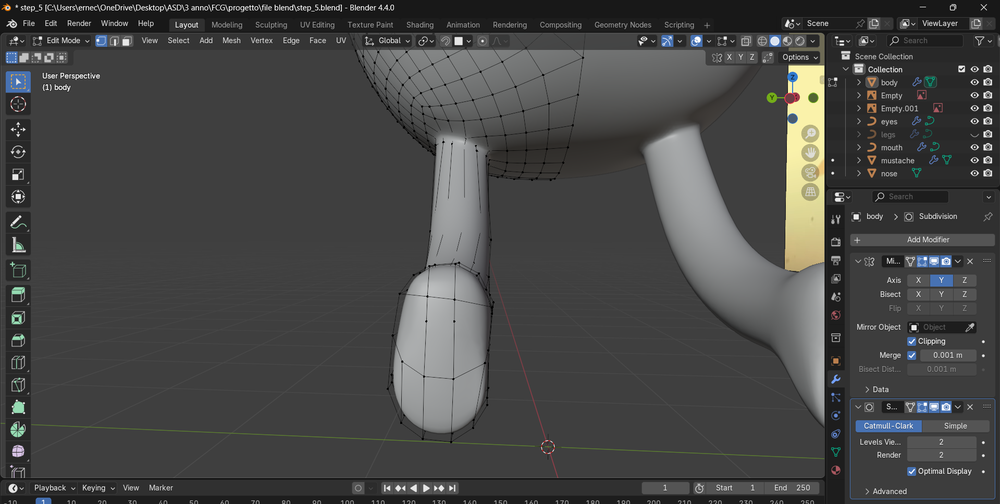 * step_5 [C:\Users\ernec\OneDrive\Desktop\ASD\3 anno\FCG\progetto\file blend\step_5.blend] - Blender 4.4.0
File Edit Render Window Help Layout Modeling Sculpting UV Editing Texture Paint Shading Animation Rendering Compositing Geometry Nodes Scripting + Scene ViewLayer
Edit Mode View Select Add Mesh Vertex Edge Face UV Global
Search
X Y Z Options
User Perspective
(1) body
Z
Y
Scene Collection
Collection
body
Empty
Empty.001
eyes
legs
mouth
mustache
nose
Search
body > Subdivision
+ Add Modifier
Mi...
Axis X Y Z
Bisect X Y Z
Flip X Y Z
Mirror Object Object
Clipping
Merge 0.001 m
Bisect Dist... 0.001 m
Data
S...
Catmull-Clark Simple
Levels Vie... 2
Render 2
Optimal Display
Advanced
Playback Keying View Marker 1 Start 1 End 250
-10 1 10 20 30 40 50 60 70 80 90 100 110 120 130 140 150 160 170 180 190 200 210 220 230 240 250